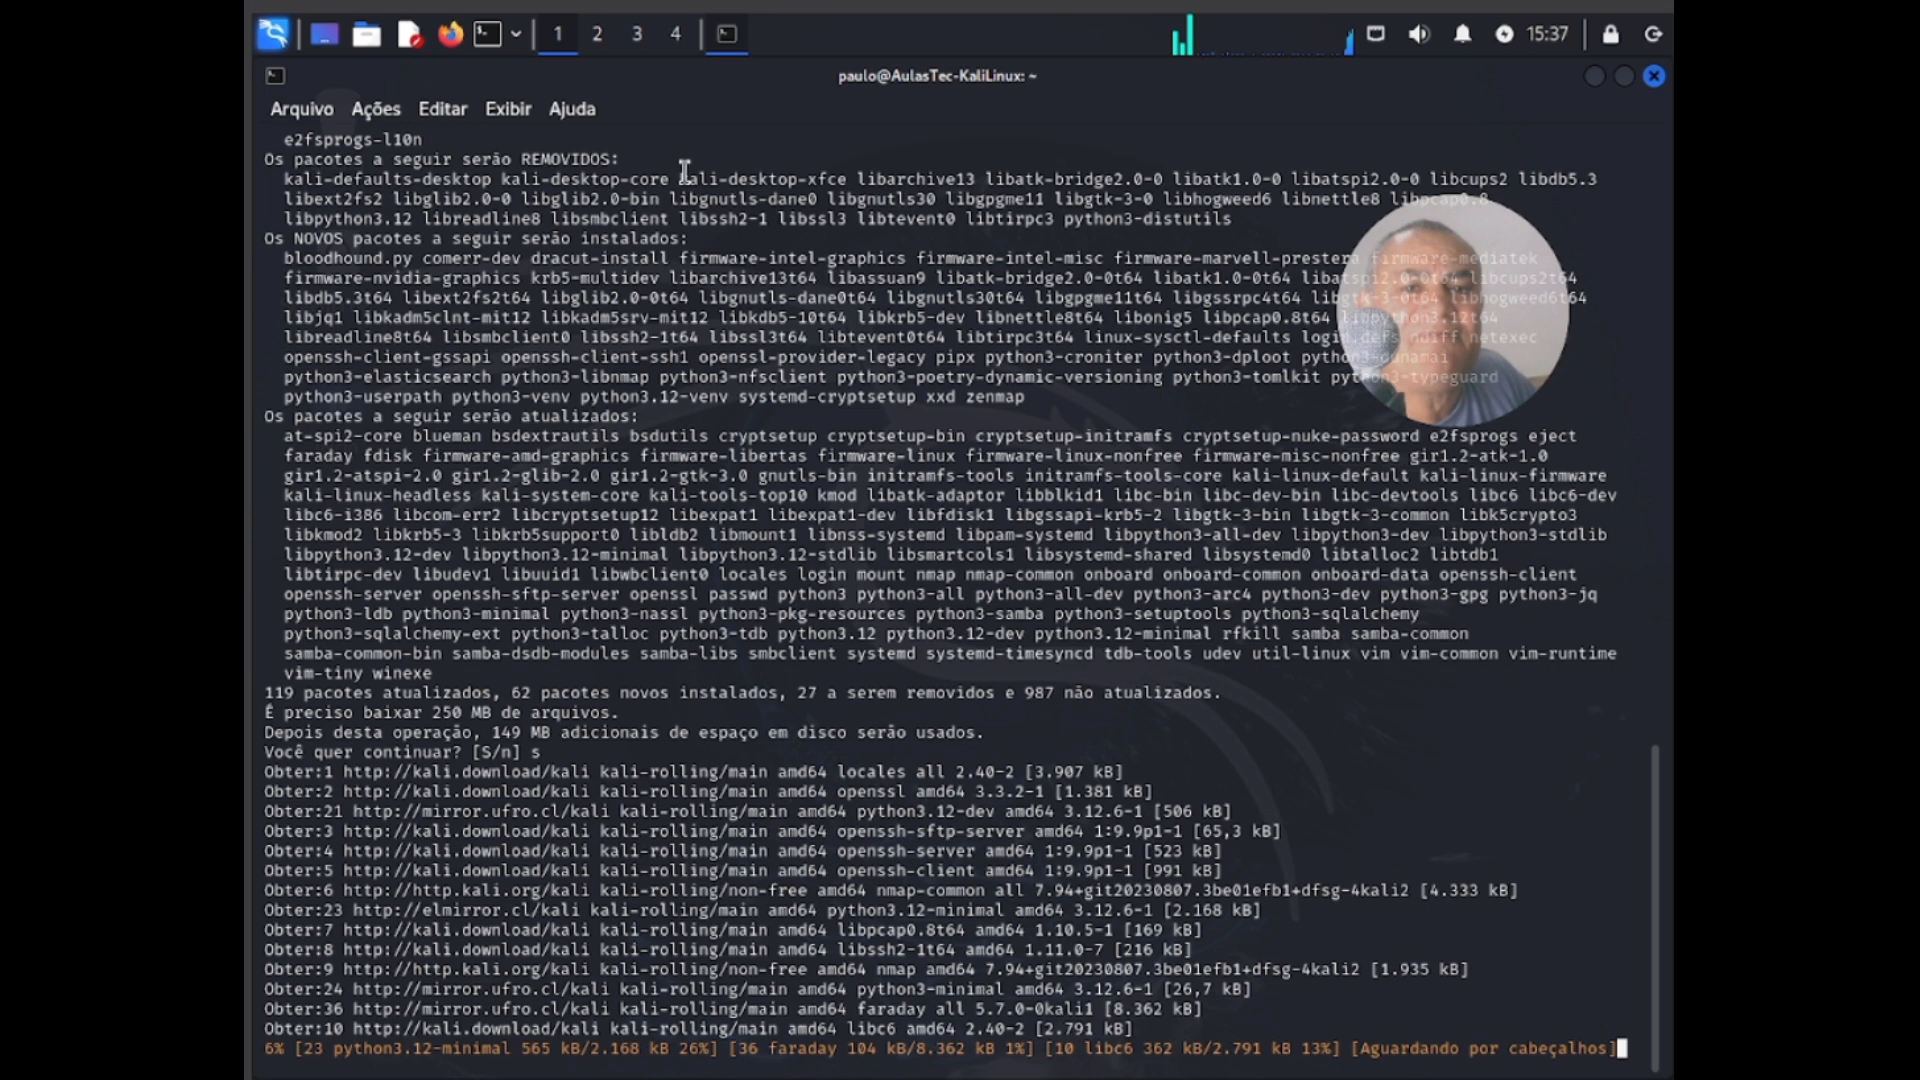 1 2 3 4 15:37
paulo@AulasTec-KaliLinux: ~
Arquivo Ações Editar Exibir Ajuda
e2fsprogs-l10n
Os pacotes a seguir serão REMOVIDOS:
kali-defaults-desktop kali-desktop-core kali-desktop-xfce libarchive13 libatk-bridge2.0-0 libatk1.0-0 libatspi2.0-0 libcups2 libdb5.3
libext2fs2 libglib2.0-0 libglib2.0-bin libgnutls-dane0 libgnutls30 libgpgme11 libgtk-3-0 libhogweed6 libnettle8 libpcap0.8
libpython3.12 libreadline8 libsmbclient libssh2-1 libssl3 libtevent0 libtirpc3 python3-distutils
Os NOVOS pacotes a seguir serão instalados:
bloodhound.py comerr-dev dracut-install firmware-intel-graphics firmware-intel-misc firmware-marvell-prestera firmware-mediatek
firmware-nvidia-graphics krb5-multidev libarchive13t64 libassuan9 libatk-bridge2.0-0t64 libatk1.0-0t64 libatspi2.0-0t64 libcups2t64
libdb5.3t64 libext2fs2t64 libglib2.0-0t64 libgnutls-dane0t64 libgnutls30t64 libgpgme11t64 libgssrpc4t64 libgtk-3-0t64 libhogweed6t64
libjq1 libkadm5clnt-mit12 libkadm5srv-mit12 libkdb5-10t64 libkrb5-dev libnettle8t64 libonig5 libpcap0.8t64 libpython3.12t64
libreadline8t64 libsmbclient0 libssh2-1t64 libssl3t64 libtevent0t64 libtirpc3t64 linux-sysctl-defaults login.defs ndiff netexec
openssh-client-gssapi openssh-client-ssh1 openssl-provider-legacy pipx python3-croniter python3-dploot python3-dunamai
python3-elasticsearch python3-libnmap python3-nfsclient python3-poetry-dynamic-versioning python3-tomlkit python3-typeguard
python3-userpath python3-venv python3.12-venv systemd-cryptsetup xxd zenmap
Os pacotes a seguir serão atualizados:
at-spi2-core blueman bsdextrautils bsdutils cryptsetup cryptsetup-bin cryptsetup-initramfs cryptsetup-nuke-password e2fsprogs eject
faraday fdisk firmware-amd-graphics firmware-libertas firmware-linux firmware-linux-nonfree firmware-misc-nonfree gir1.2-atk-1.0
gir1.2-atspi-2.0 gir1.2-glib-2.0 gir1.2-gtk-3.0 gnutls-bin initramfs-tools initramfs-tools-core kali-linux-default kali-linux-firmware
kali-linux-headless kali-system-core kali-tools-top10 kmod libatk-adaptor libblkid1 libc-bin libc-dev-bin libc-devtools libc6 libc6-dev
libc6-i386 libcom-err2 libcryptsetup12 libexpat1 libexpat1-dev libfdisk1 libgssapi-krb5-2 libgtk-3-bin libgtk-3-common libk5crypto3
libkmod2 libkrb5-3 libkrb5support0 libldb2 libmount1 libnss-systemd libpam-systemd libpython3-all-dev libpython3-dev libpython3-stdlib
libpython3.12-dev libpython3.12-minimal libpython3.12-stdlib libsmartcols1 libsystemd-shared libsystemd0 libtalloc2 libtdb1
libtirpc-dev libudev1 libuuid1 libwbclient0 locales login mount nmap nmap-common onboard onboard-common onboard-data openssh-client
openssh-server openssh-sftp-server openssl passwd python3 python3-all python3-all-dev python3-arc4 python3-dev python3-gpg python3-jq
python3-ldb python3-minimal python3-nassl python3-pkg-resources python3-samba python3-setuptools python3-sqlalchemy
python3-sqlalchemy-ext python3-talloc python3-tdb python3.12 python3.12-dev python3.12-minimal rfkill samba samba-common
samba-common-bin samba-dsdb-modules samba-libs smbclient systemd systemd-timesyncd tdb-tools udev util-linux vim vim-common vim-runtime
vim-tiny winexe
119 pacotes atualizados, 62 pacotes novos instalados, 27 a serem removidos e 987 não atualizados.
É preciso baixar 250 MB de arquivos.
Depois desta operação, 149 MB adicionais de espaço em disco serão usados.
Você quer continuar? [S/n] s
Obter:1 http://kali.download/kali kali-rolling/main amd64 locales all 2.40-2 [3.907 kB]
Obter:2 http://kali.download/kali kali-rolling/main amd64 openssl amd64 3.3.2-1 [1.381 kB]
Obter:21 http://mirror.ufro.cl/kali kali-rolling/main amd64 python3.12-dev amd64 3.12.6-1 [506 kB]
Obter:3 http://kali.download/kali kali-rolling/main amd64 openssh-sftp-server amd64 1:9.9p1-1 [65,3 kB]
Obter:4 http://kali.download/kali kali-rolling/main amd64 openssh-server amd64 1:9.9p1-1 [523 kB]
Obter:5 http://kali.download/kali kali-rolling/main amd64 openssh-client amd64 1:9.9p1-1 [991 kB]
Obter:6 http://http.kali.org/kali kali-rolling/non-free amd64 nmap-common all 7.94+git20230807.3be01efb1+dfsg-4kali2 [4.333 kB]
Obter:23 http://elmirror.cl/kali kali-rolling/main amd64 python3.12-minimal amd64 3.12.6-1 [2.168 kB]
Obter:7 http://kali.download/kali kali-rolling/main amd64 libpcap0.8t64 amd64 1.10.5-1 [169 kB]
Obter:8 http://kali.download/kali kali-rolling/main amd64 libssh2-1t64 amd64 1.11.0-7 [216 kB]
Obter:9 http://http.kali.org/kali kali-rolling/non-free amd64 nmap amd64 7.94+git20230807.3be01efb1+dfsg-4kali2 [1.935 kB]
Obter:24 http://mirror.ufro.cl/kali kali-rolling/main amd64 python3-minimal amd64 3.12.6-1 [26,7 kB]
Obter:36 http://mirror.ufro.cl/kali kali-rolling/main amd64 faraday all 5.7.0-0kali1 [8.362 kB]
Obter:10 http://kali.download/kali kali-rolling/main amd64 libc6 amd64 2.40-2 [2.791 kB]
6% [23 python3.12-minimal 565 kB/2.168 kB 26%] [36 faraday 104 kB/8.362 kB 1%] [10 libc6 362 kB/2.791 kB 13%] [Aguardando por cabeçalhos]